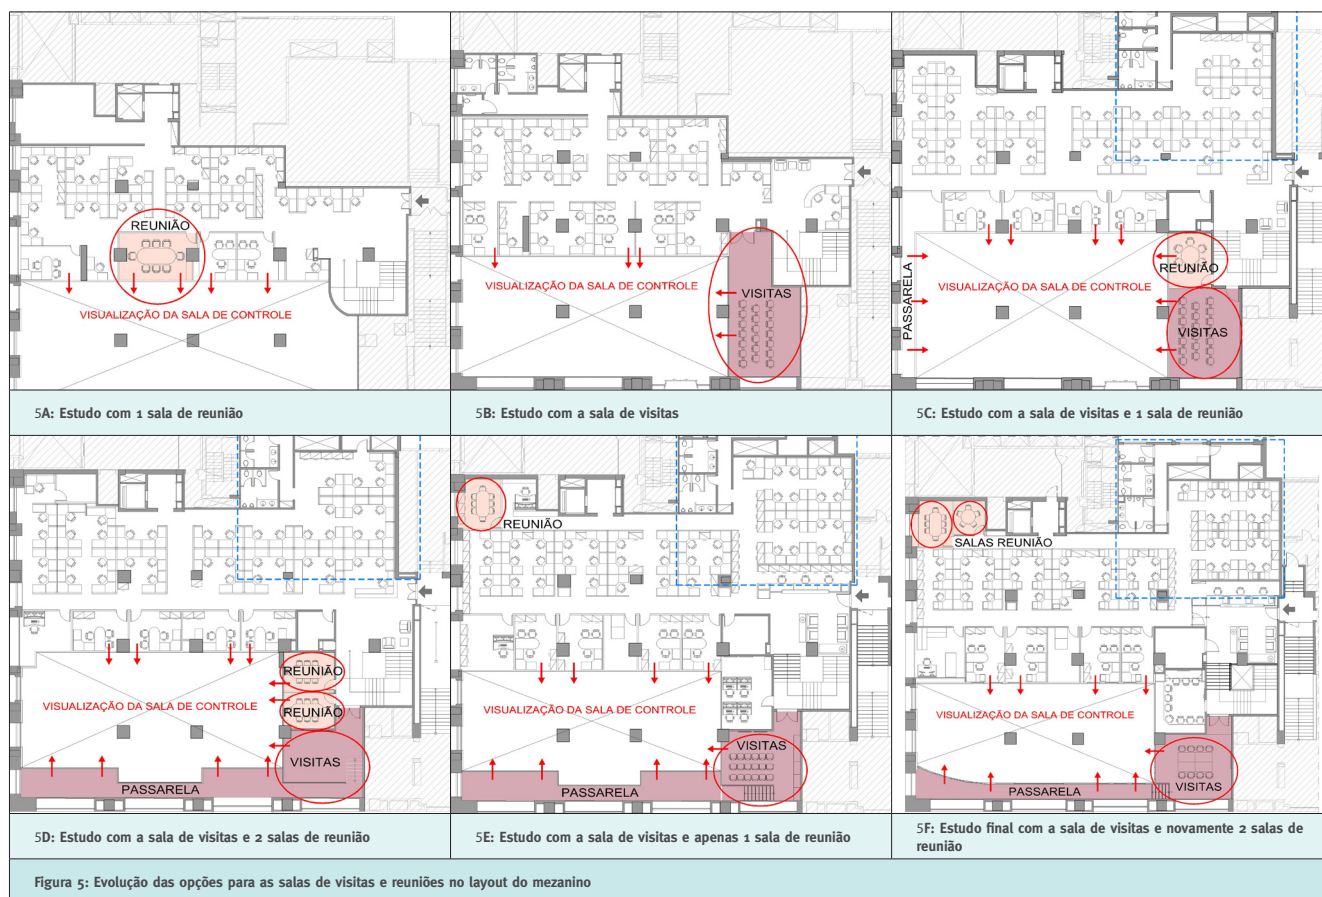 REUNIÃO
VISUALIZAÇÃO DA SALA DE CONTROLE
5A: Estudo com 1 sala de reunião
VISUALIZAÇÃO DA SALA DE CONTROLE
VISITAS
5B: Estudo com a sala de visitas
PASSARELA
VISUALIZAÇÃO DA SALA DE CONTROLE
REUNIÃO
VISITAS
5C: Estudo com a sala de visitas e 1 sala de reunião
REUNIÃO
VISUALIZAÇÃO DA SALA DE CONTROLE
REUNIÃO
VISITAS
PASSARELA
5D: Estudo com a sala de visitas e 2 salas de reunião
REUNIÃO
VISUALIZAÇÃO DA SALA DE CONTROLE
VISITAS
PASSARELA
5E: Estudo com a sala de visitas e apenas 1 sala de reunião
SALAS REUNIÃO
VISUALIZAÇÃO DA SALA DE CONTROLE
VISITAS
PASSARELA
5F: Estudo final com a sala de visitas e novamente 2 salas de
reunião
Figura 5: Evolução das opções para as salas de visitas e reuniões no layout do mezanino